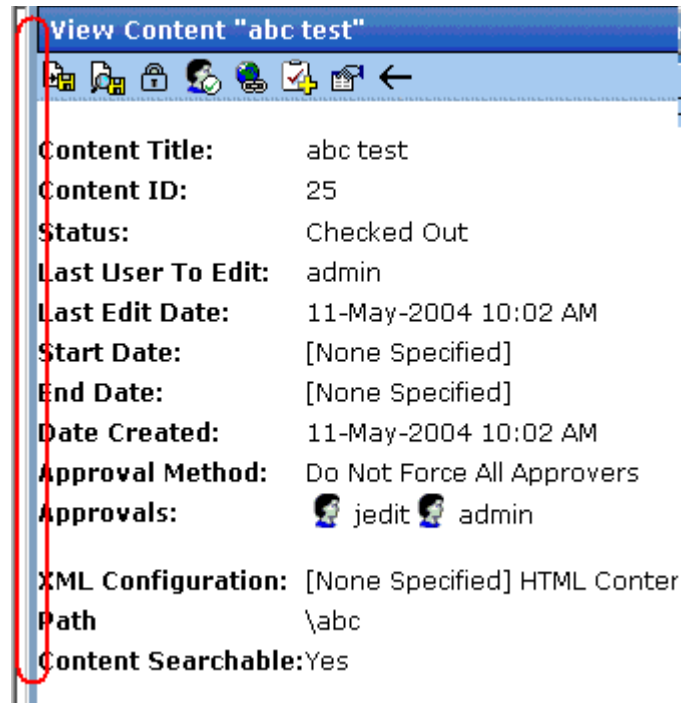 View Content "abc test"
Content Title: abc test
Content ID: 25
Status: Checked Out
Last User To Edit: admin
Last Edit Date: 11-May-2004 10:02 AM
Start Date: [None Specified]
End Date: [None Specified]
Date Created: 11-May-2004 10:02 AM
Approval Method: Do Not Force All Approvers
Approvals: jedit admin
XML Configuration: [None Specified] HTML Conter
Path \abc
Content Searchable:Yes